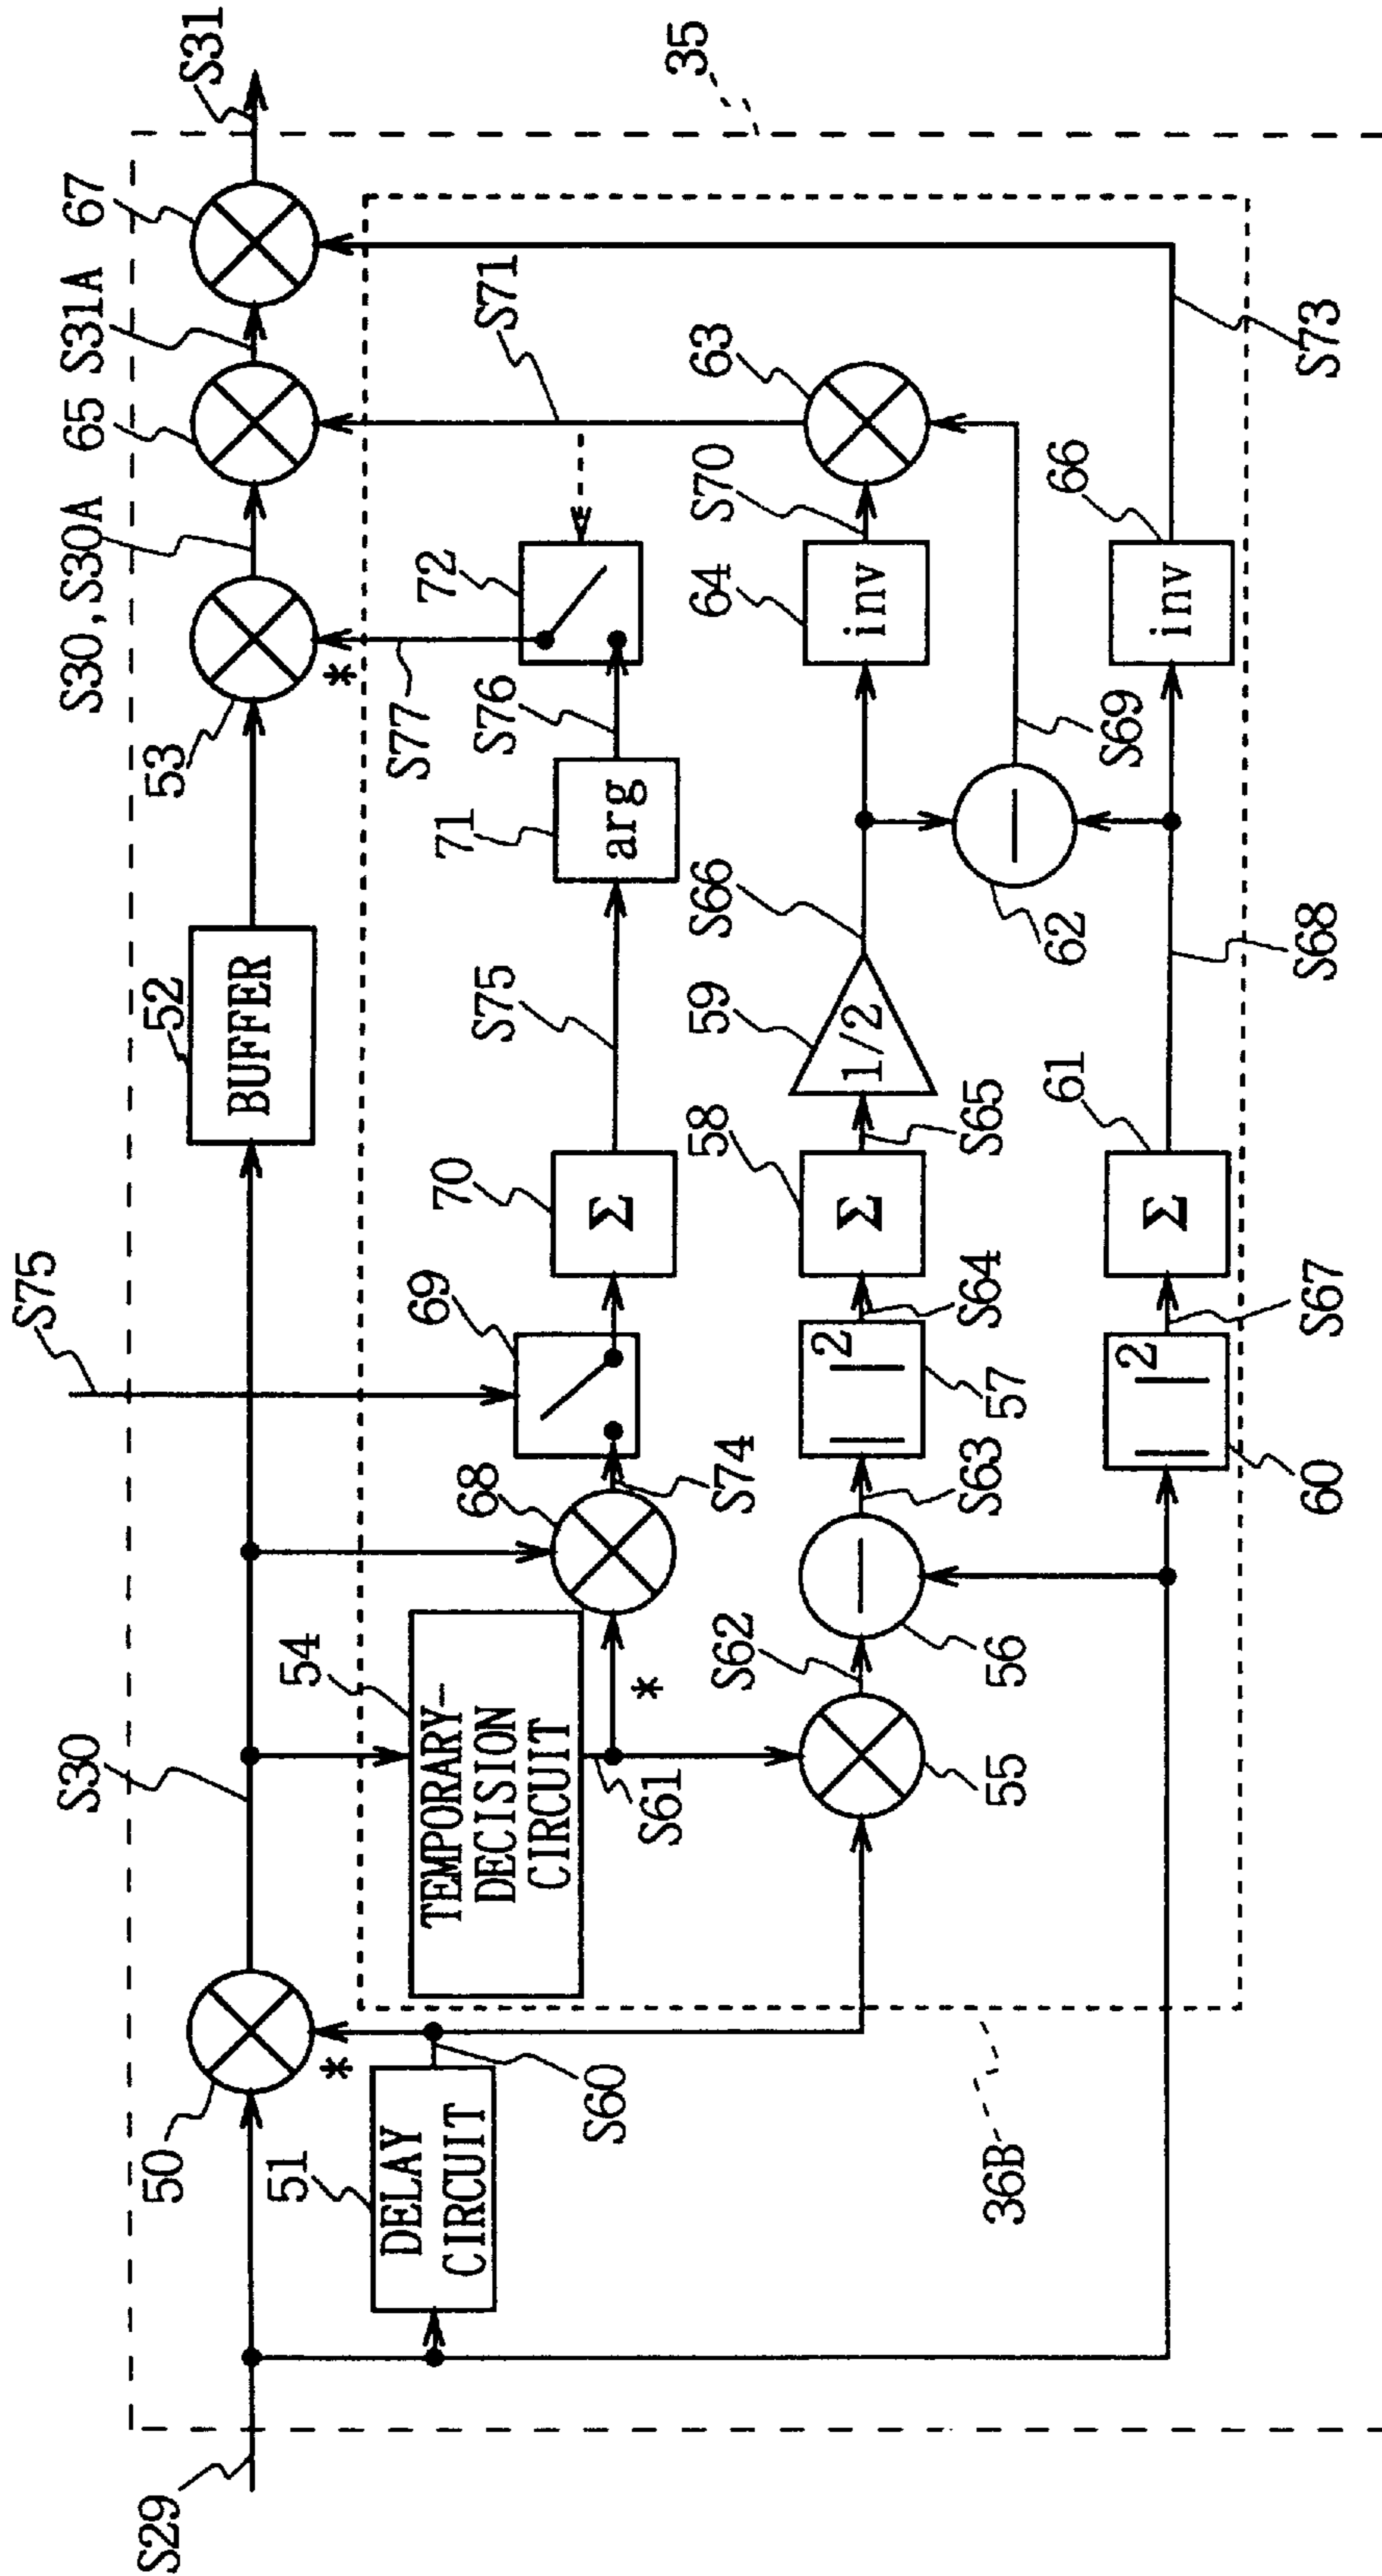 S29
S30
S75
S30, S30A
S31A
S31
50
52
BUFFER
53
65
67
35
51
DELAY
CIRCUIT
S60
*
54
TEMPORARY-
DECISION
CIRCUIT
S61
*
68
S74
69
70
Σ
S75
71
arg
S76
72
S77
*
S71
55
S62
56
S63
57
| |2
S64
58
Σ
S65
59
1/2
S66
64
inv
S70
63
62
S69
60
| |2
S67
61
Σ
S68
66
inv
S73
36B